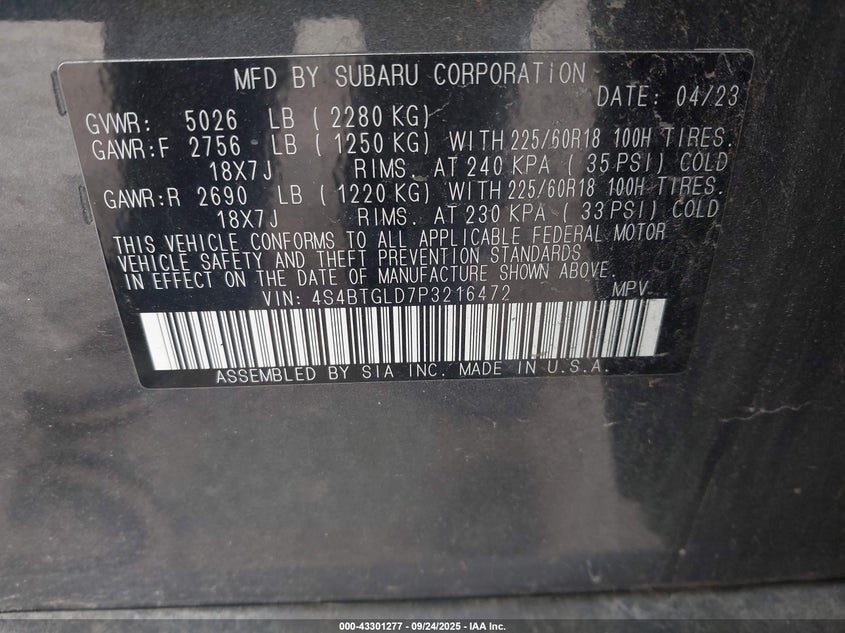 MFD BY SUBARU CORPORATION
DATE: 04/23
GVWR: 5026 LB ( 2280 KG)
GAWR:F 2756 LB ( 1250 KG) WITH 225/60R18 100H TIRES.
18X7J RIMS. AT 240 KPA ( 35 PSI) COLD
GAWR:R 2690 LB ( 1220 KG) WITH 225/60R18 100H TIRES.
18X7J RIMS. AT 230 KPA ( 33 PSI) COLD
THIS VEHICLE CONFORMS TO ALL APPLICABLE FEDERAL MOTOR
VEHICLE SAFETY AND THEFT PREVENTION STANDARDS
IN EFFECT ON THE DATE OF MANUFACTURE SHOWN ABOVE.
VIN: 4S4BTGLD7P3216472 MPV
ASSEMBLED BY SIA INC. MADE IN U.S.A.
000-43301277 - 09/24/2025 - IAA Inc.